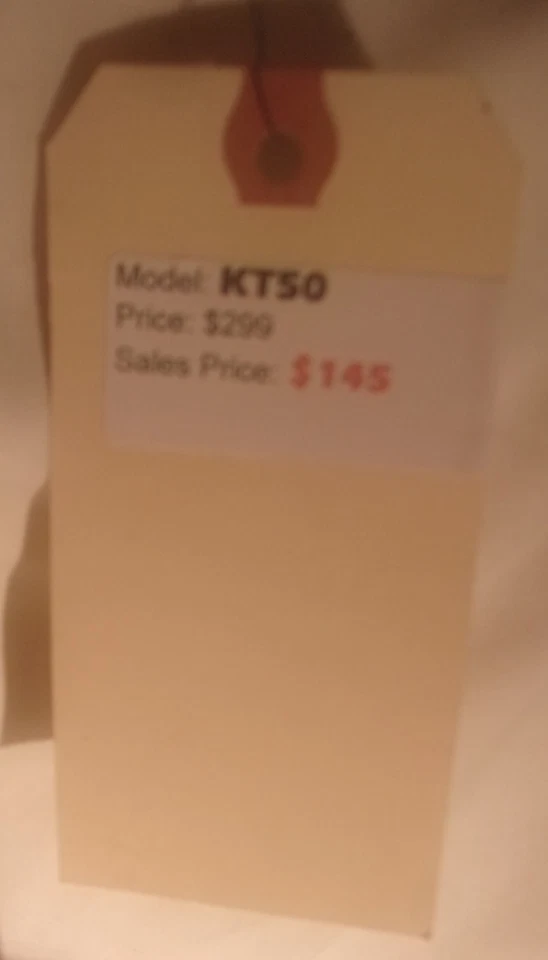 Model: KT50
Price: $299
Sales Price: $145